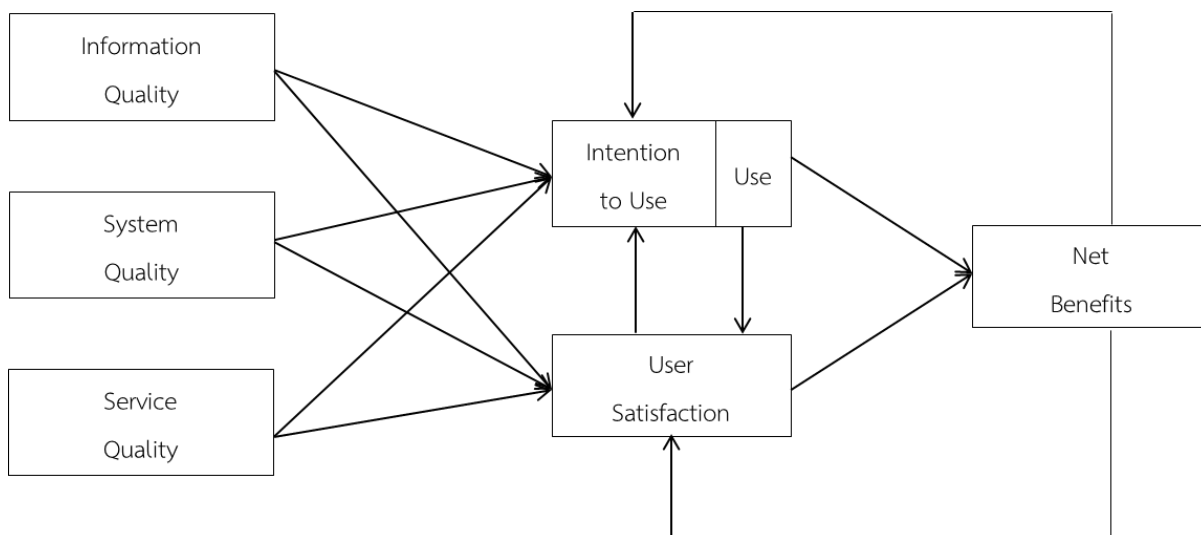 Information
Quality
System
Quality
Service
Quality
Intention
to Use
Use
User
Satisfaction
Net
Benefits